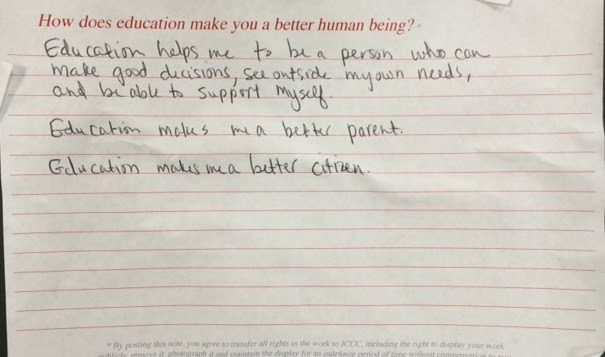 How does education make you a better human being?*
Education helps me to be a person who can
make good decisions, see outside my own needs,
and be able to support myself.
Education makes me a better parent.
Education makes me a better citizen.
* By posting this note, you agree to transfer all rights in the work to JCCC, including the right to display your work
publicly, remove it, photograph it and maintain the display for an indefinite period of time without compensation to